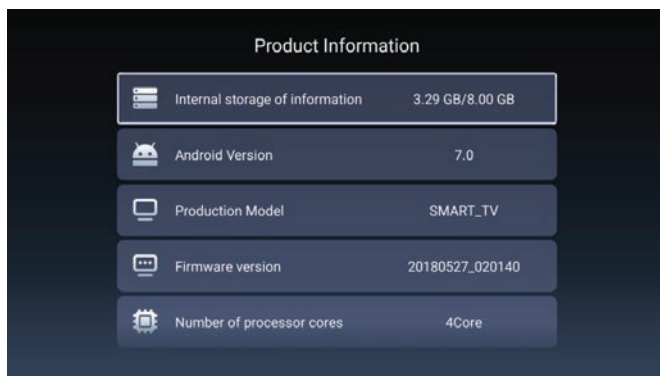 Product Information
Internal storage of information 3.29 GB/8.00 GB
Android Version 7.0
Production Model SMART_TV
Firmware version 20180527_020140
Number of processor cores 4Core